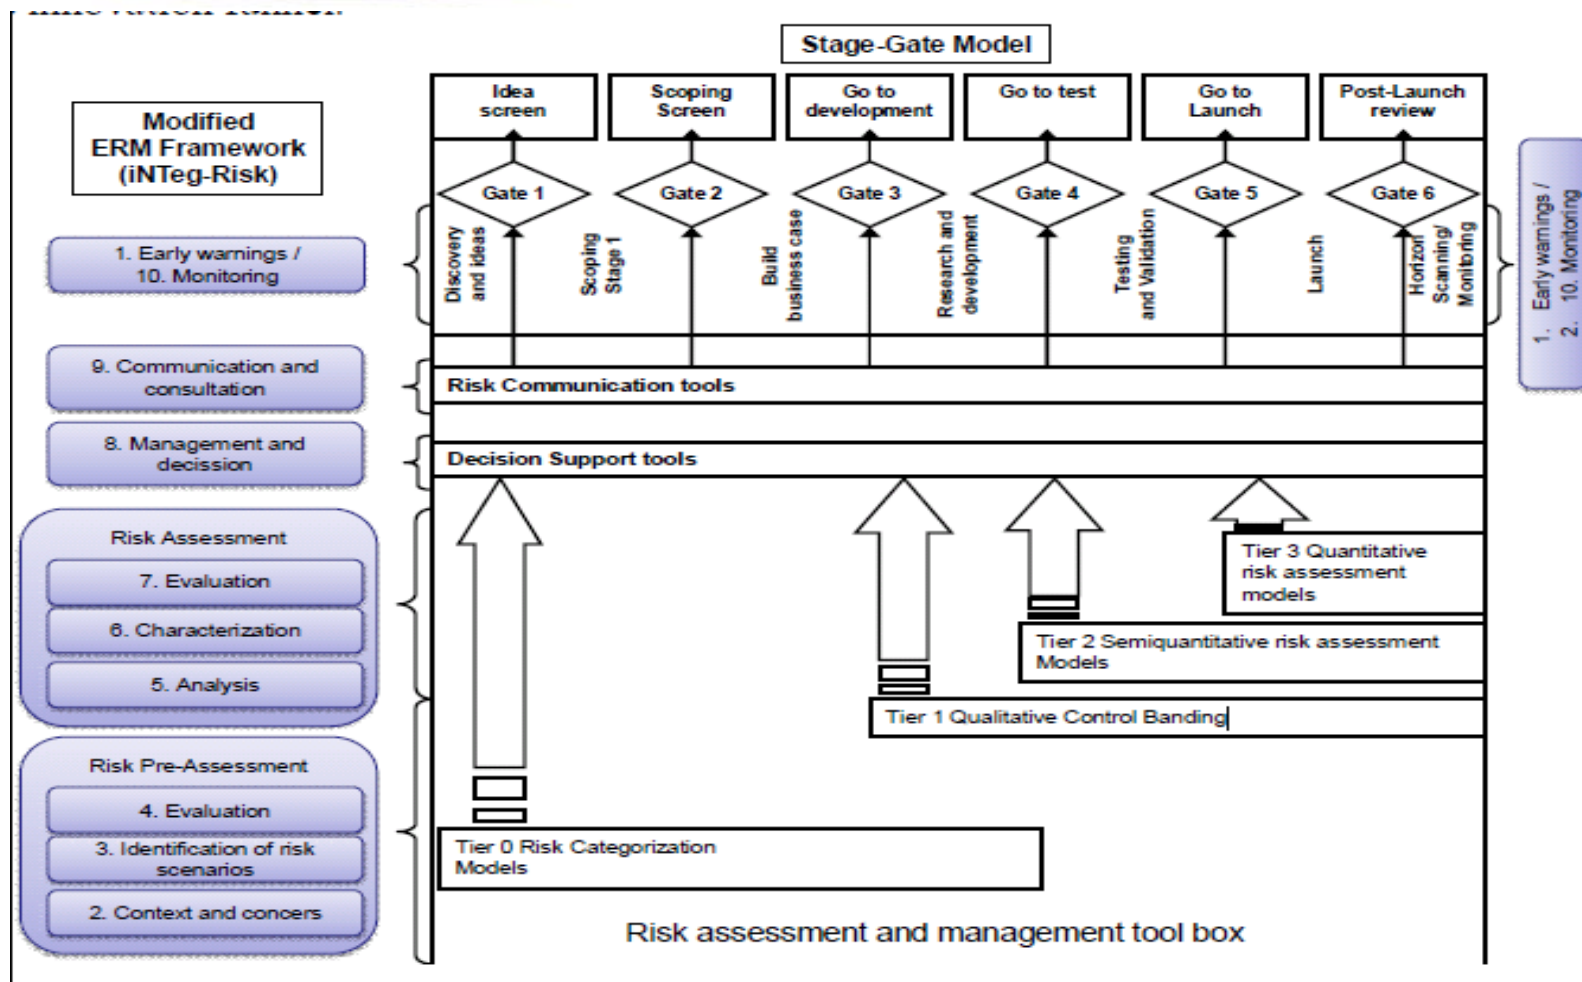 Stage-Gate Model
Idea
screen
Scoping
Screen
Go to
development
Go to test
Go to
Launch
Post-Launch
review
Modified
ERM Framework
(iNTeg-Risk)
Gate 1
Gate 2
Gate 3
Gate 4
Gate 5
Gate 6
Discovery
and ideas
Scoping
Stage 1
Build
business case
Research and
development
Testing
and Validation
Launch
Horizon
Scanning/
Monitoring
1. Early warnings /
10. Monitoring
1. Early warnings /
2. 10. Monitoring
9. Communication and
consultation
Risk Communication tools
8. Management and
decission
Decision Support tools
Risk Assessment
7. Evaluation
6. Characterization
5. Analysis
Tier 3 Quantitative
risk assessment
models
Tier 2 Semiquantitative risk assessment
Models
Tier 1 Qualitative Control Banding
Risk Pre-Assessment
4. Evaluation
3. Identification of risk
scenarios
2. Context and concers
Tier 0 Risk Categorization
Models
Risk assessment and management tool box